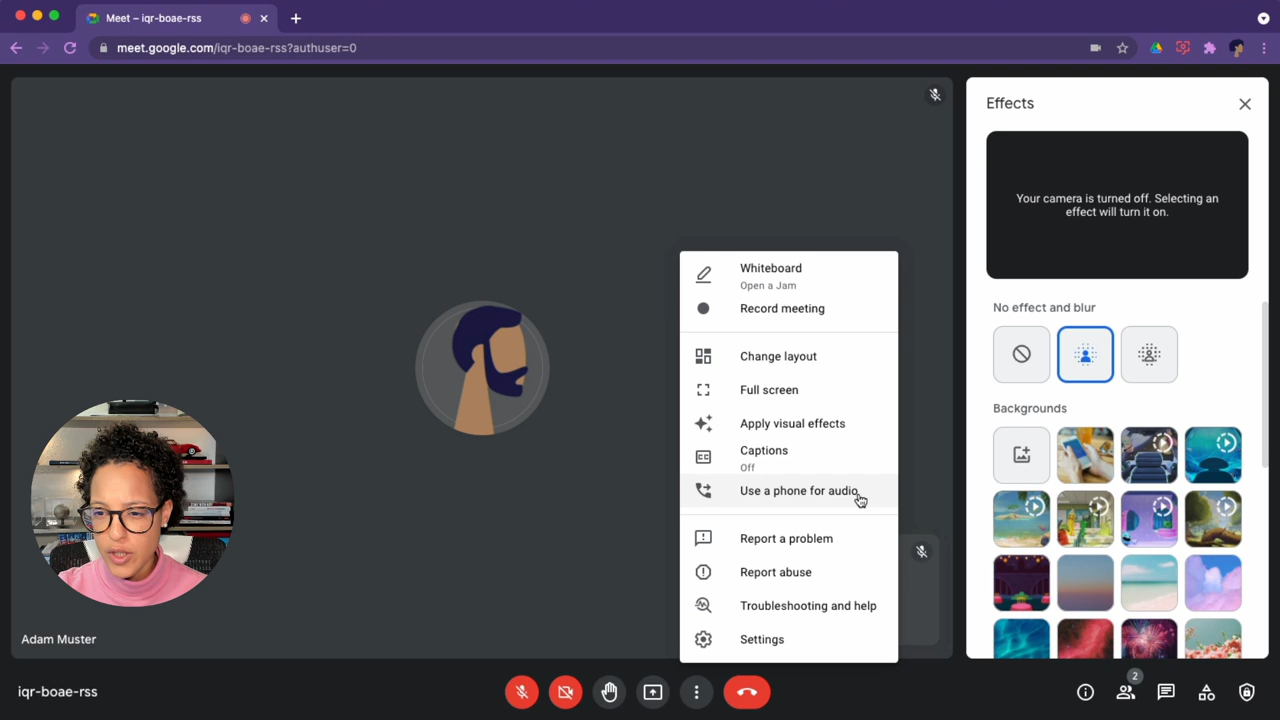 Meet – iqr-boae-rss
meet.google.com/iqr-boae-rss?authuser=0
Effects
Your camera is turned off. Selecting an
effect will turn it on.
No effect and blur
Backgrounds
Whiteboard
Open a Jam
Record meeting
Change layout
Full screen
Apply visual effects
CC
Captions
Off
Use a phone for audio
Report a problem
Report abuse
Troubleshooting and help
Settings
Adam Muster
iqr-boae-rss
2